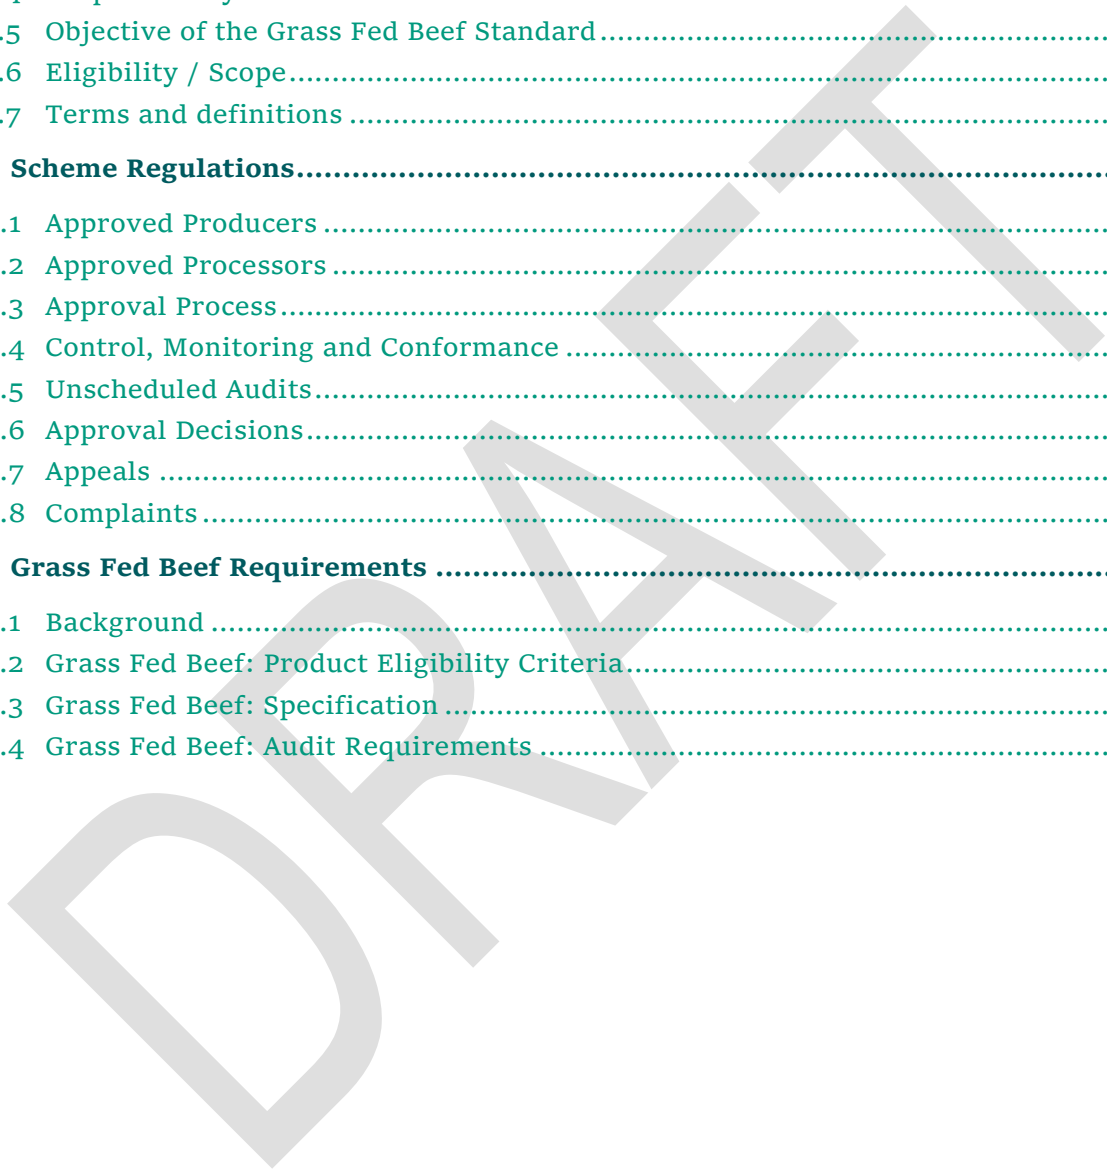 .5 Objective of the Grass Fed Beef Standard
.6 Eligibility / Scope
.7 Terms and definitions
Scheme Regulations
.1 Approved Producers
.2 Approved Processors
.3 Approval Process
.4 Control, Monitoring and Conformance
.5 Unscheduled Audits
.6 Approval Decisions
.7 Appeals
.8 Complaints
Grass Fed Beef Requirements
.1 Background
.2 Grass Fed Beef: Product Eligibility Criteria
.3 Grass Fed Beef: Specification
.4 Grass Fed Beef: Audit Requirements
DRAFT